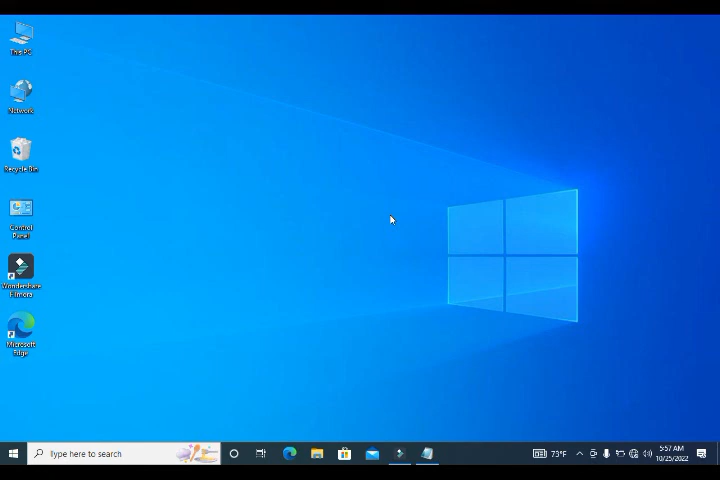 This PC
Network
Recycle Bin
Control
Panel
Wondershare
Filmora
Microsoft
Edge
Type here to search
73°F
5:57 AM
10/25/2022